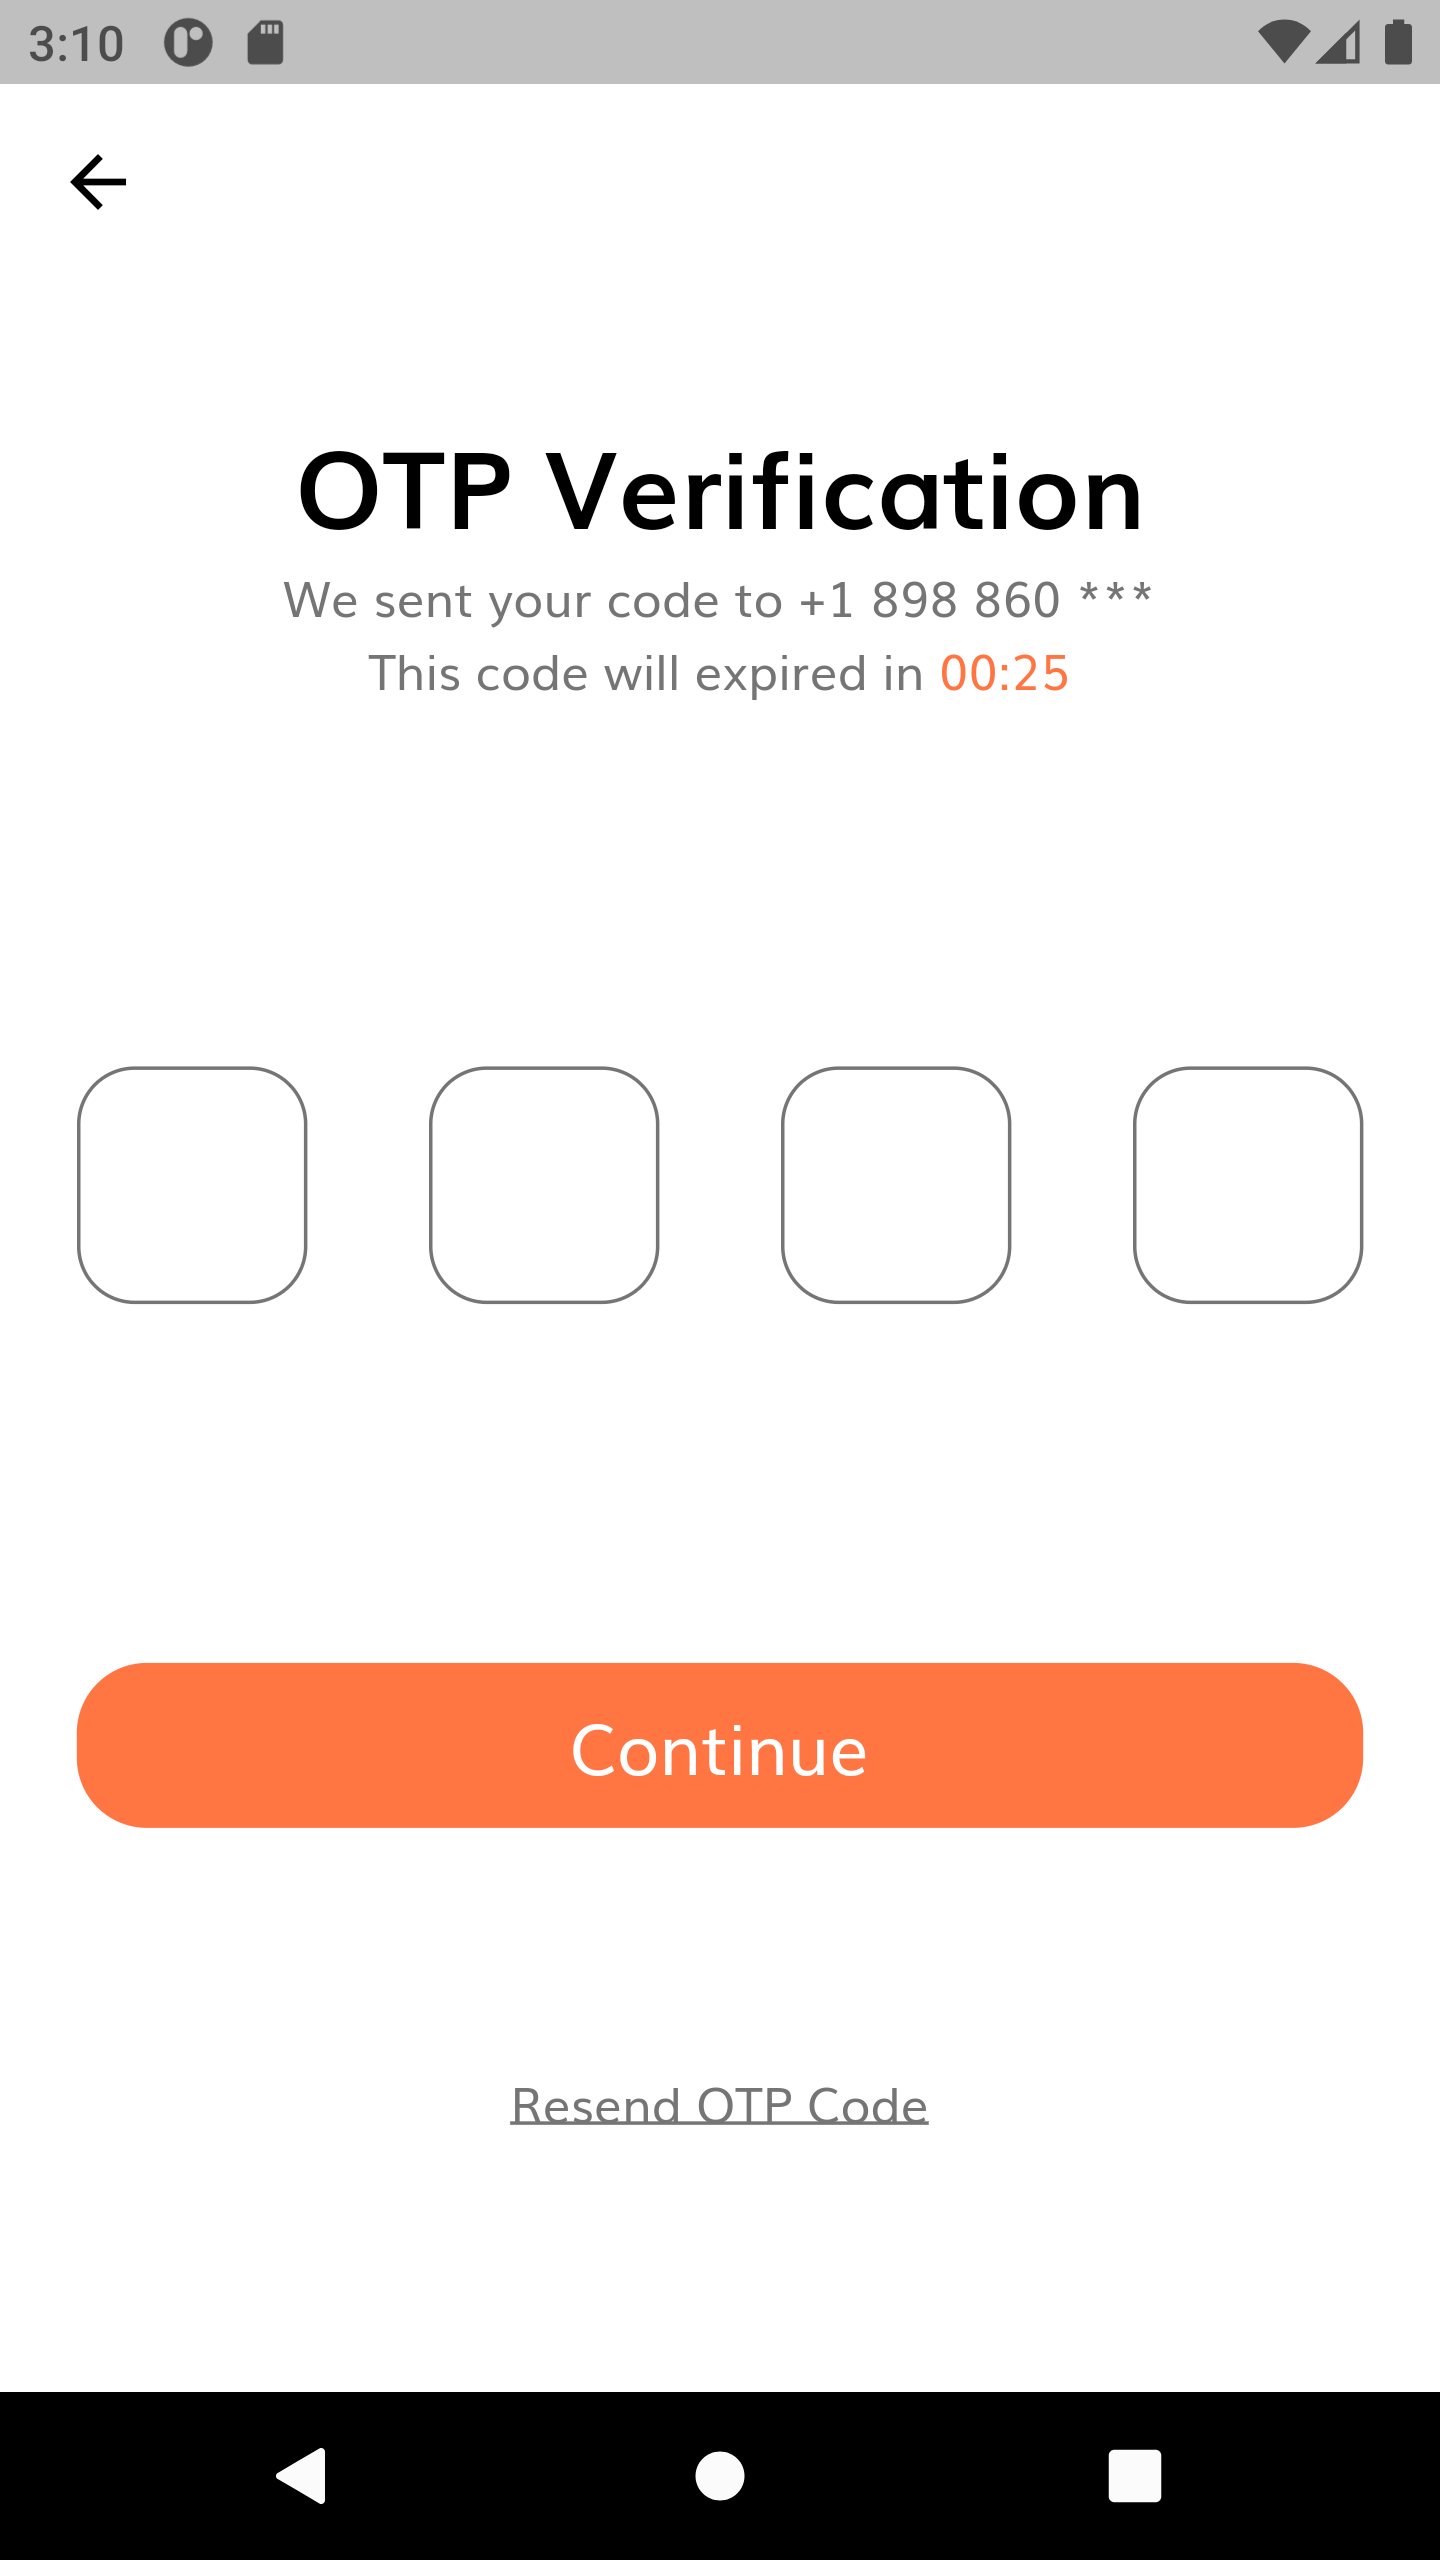 3:10
OTP Verification
We sent your code to +1 898 860 ***
This code will expired in 00:25
Continue
Resend OTP Code